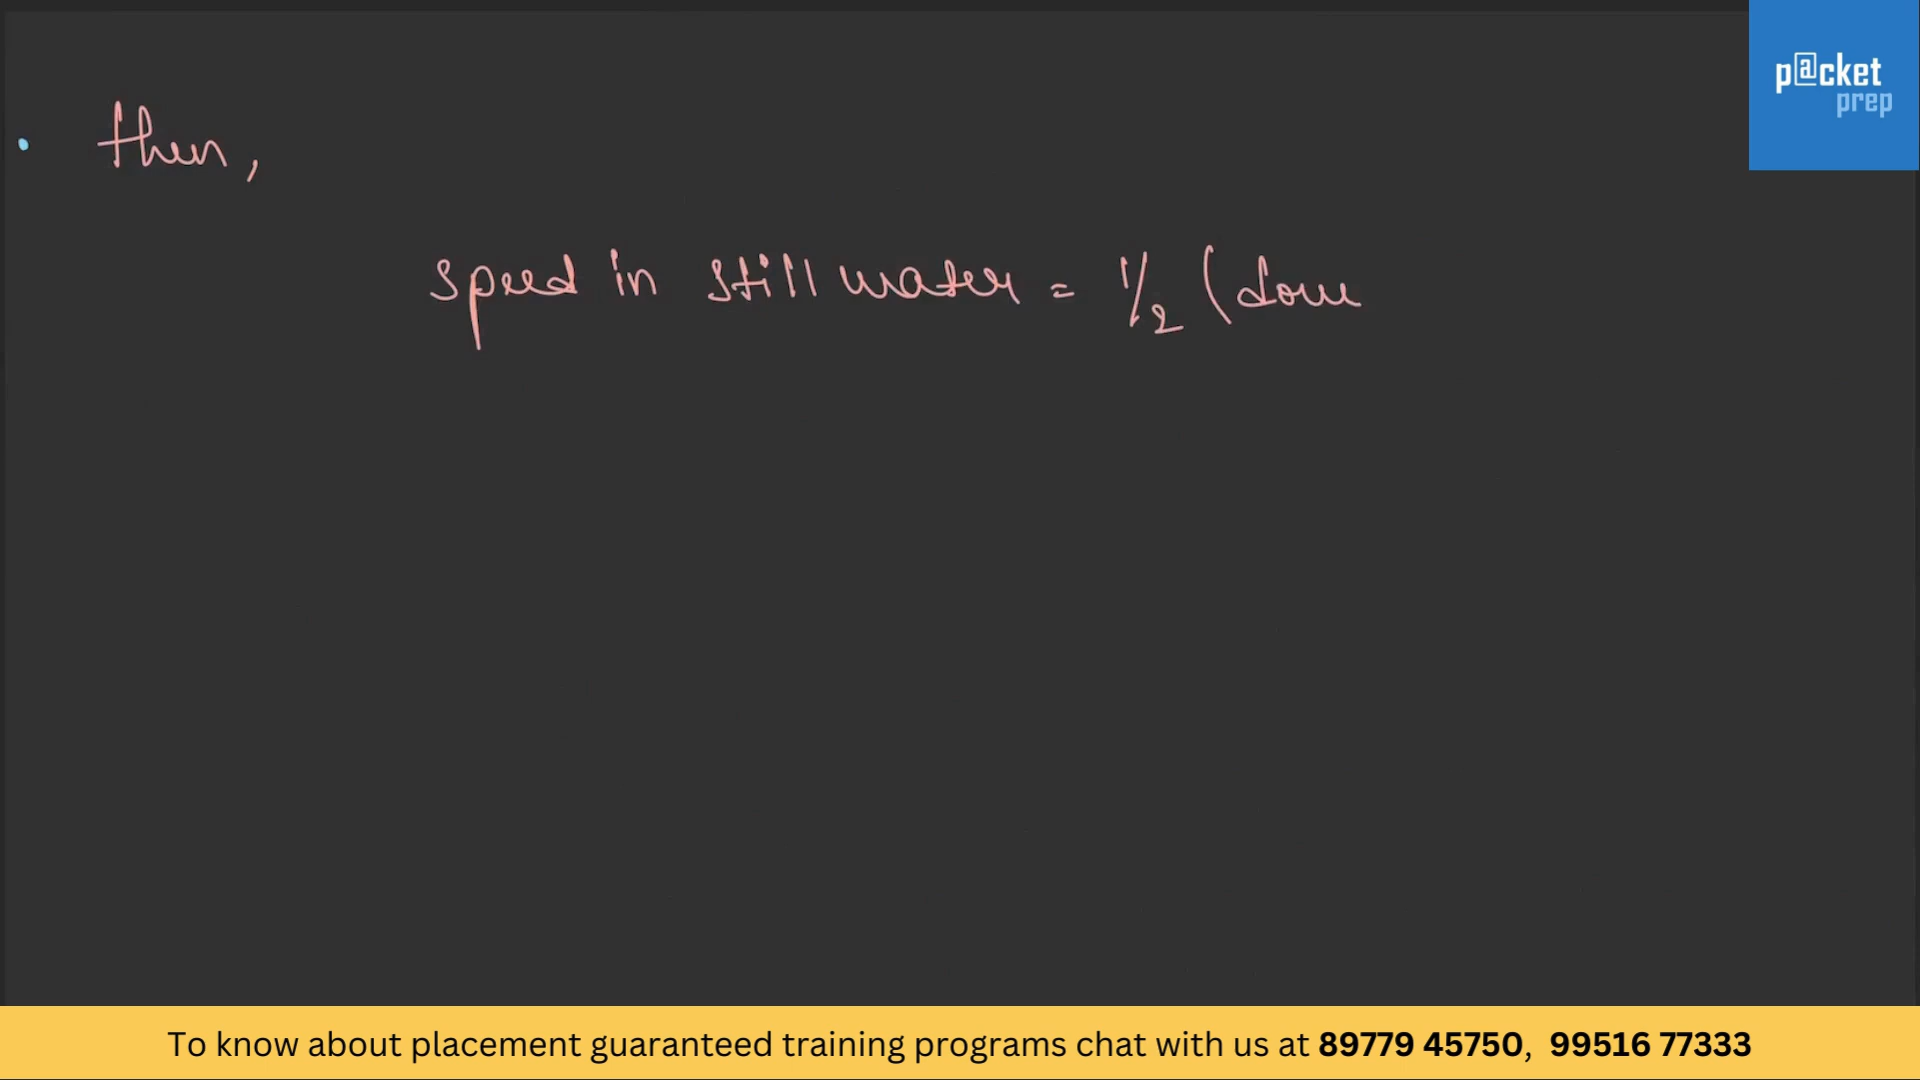 p@cket
prep
then,
speed in still water = 1/2 (dow
To know about placement guaranteed training programs chat with us at 89779 45750, 99516 77333